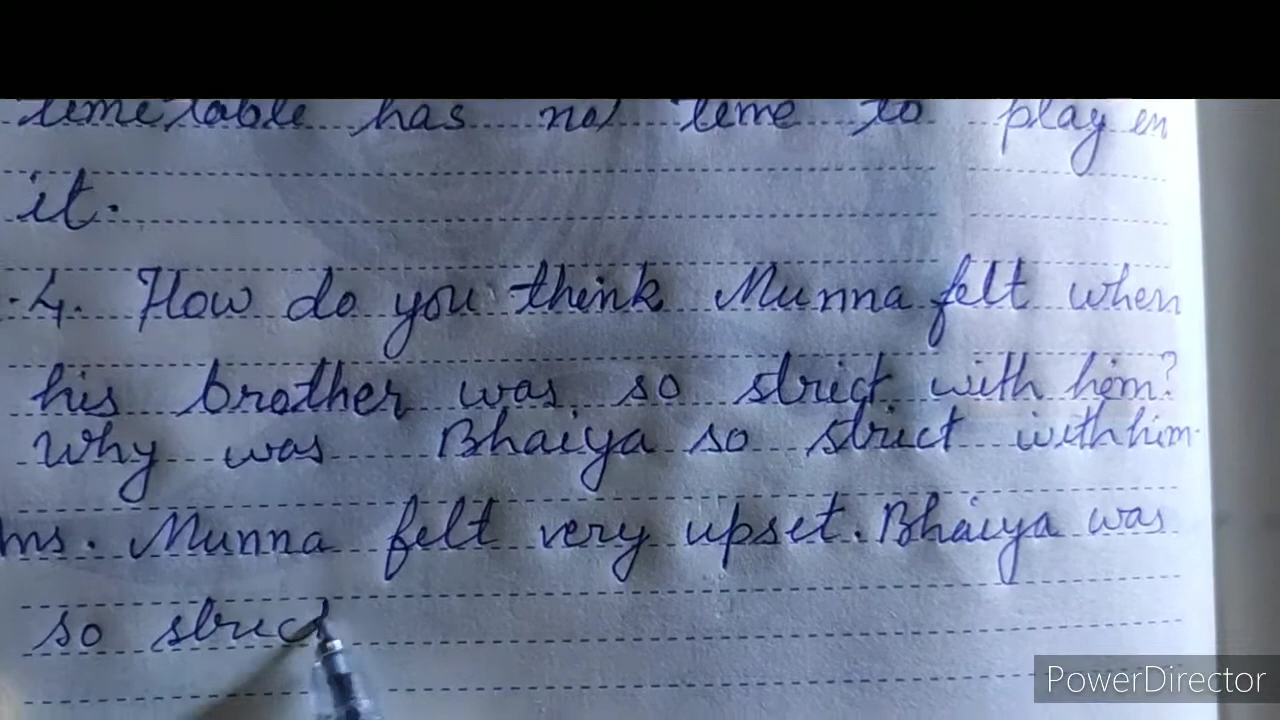 timetable has no time to play in
it.
.4. How do you think Munna felt when
his brother was so strict with him?
Why was Bhaiya so strict with him.
Ans. Munna felt very upset. Bhaiya was
so strict
PowerDirector